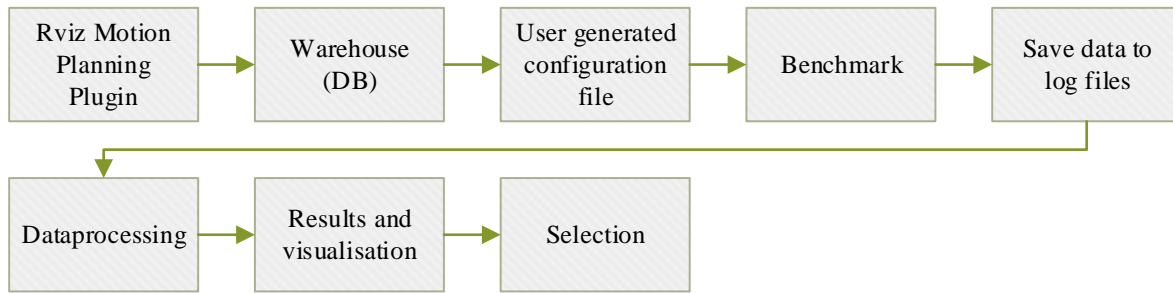 Rviz Motion
Planning
Plugin
Warehouse
(DB)
User generated
configuration
file
Benchmark
Save data to
log files
Dataprocessing
Results and
visualisation
Selection